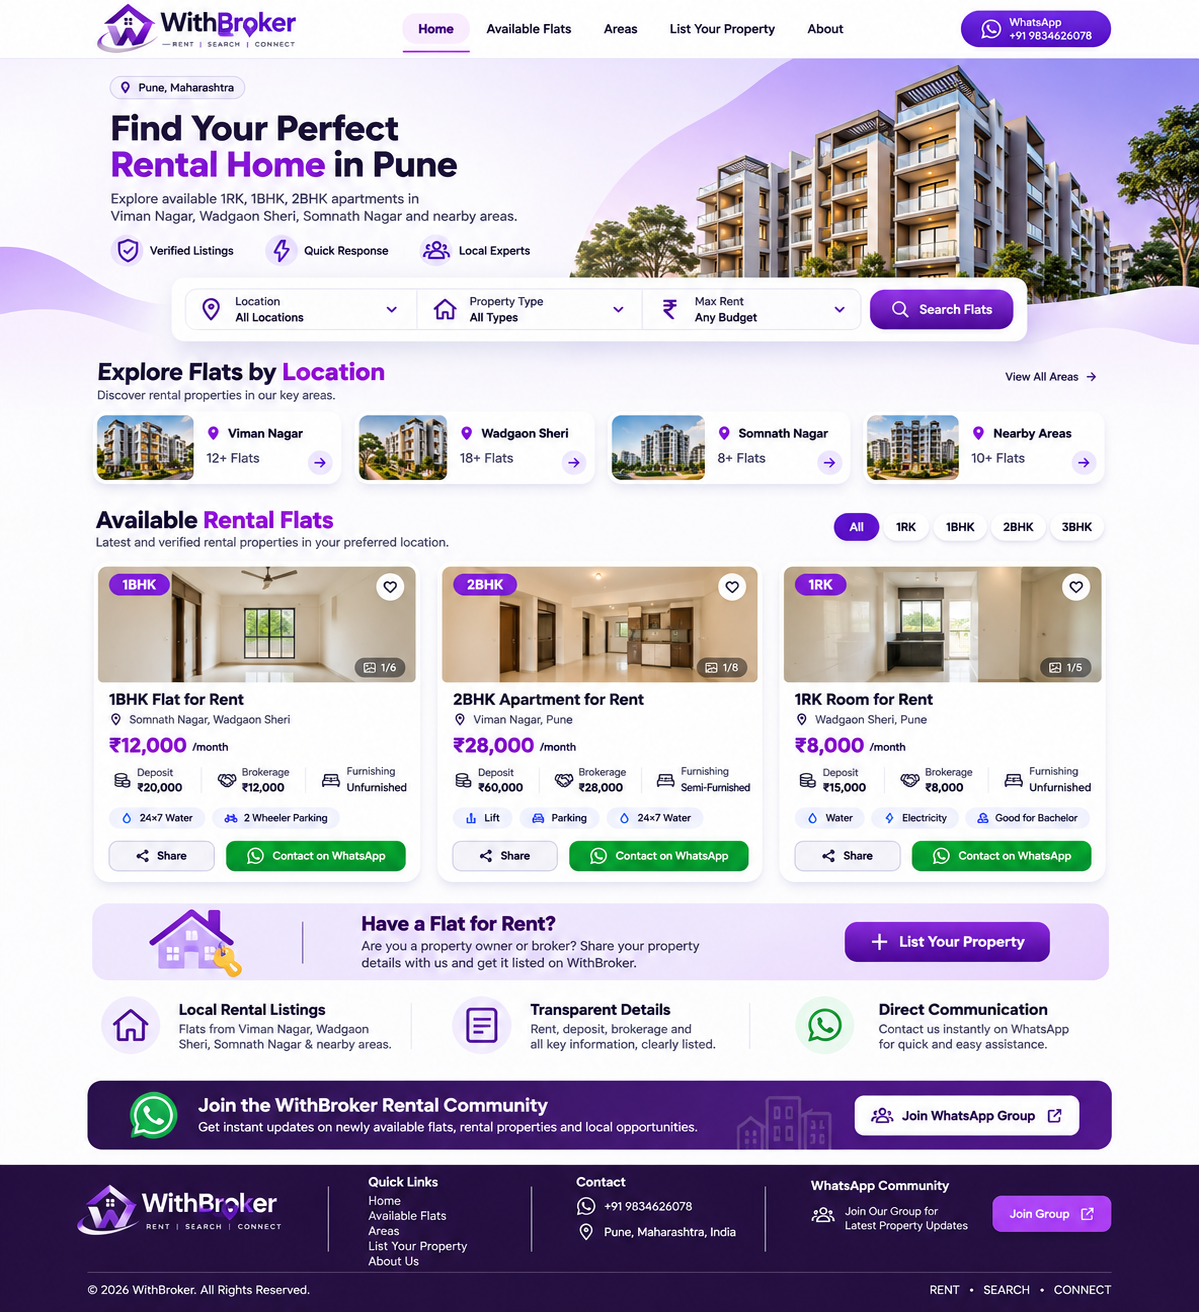 WithBroker
RENT | SEARCH | CONNECT
Home
Available Flats
Areas
List Your Property
About
WhatsApp
+91 9834626078
Pune, Maharashtra
Find Your Perfect
Rental Home in Pune
Explore available 1RK, 1BHK, 2BHK apartments in
Viman Nagar, Wadgaon Sheri, Somnath Nagar and nearby areas.
Verified Listings
Quick Response
Local Experts
Location
All Locations
Property Type
All Types
₹
Max Rent
Any Budget
Search Flats
Explore Flats by Location
Discover rental properties in our key areas.
View All Areas →
Viman Nagar
12+ Flats
Wadgaon Sheri
18+ Flats
Somnath Nagar
8+ Flats
Nearby Areas
10+ Flats
Available Rental Flats
Latest and verified rental properties in your preferred location.
All
1RK
1BHK
2BHK
3BHK
1BHK
1/6
1BHK Flat for Rent
Somnath Nagar, Wadgaon Sheri
₹12,000 /month
Deposit
₹20,000
Brokerage
₹12,000
Furnishing
Unfurnished
24×7 Water
2 Wheeler Parking
Share
Contact on WhatsApp
2BHK
1/8
2BHK Apartment for Rent
Viman Nagar, Pune
₹28,000 /month
Deposit
₹60,000
Brokerage
₹28,000
Furnishing
Semi-Furnished
Lift
Parking
24×7 Water
Share
Contact on WhatsApp
1RK
1/5
1RK Room for Rent
Wadgaon Sheri, Pune
₹8,000 /month
Deposit
₹15,000
Brokerage
₹8,000
Furnishing
Unfurnished
Water
Electricity
Good for Bachelor
Share
Contact on WhatsApp
Have a Flat for Rent?
Are you a property owner or broker? Share your property
details with us and get it listed on WithBroker.
+ List Your Property
Local Rental Listings
Flats from Viman Nagar, Wadgaon
Sheri, Somnath Nagar & nearby areas.
Transparent Details
Rent, deposit, brokerage and
all key information, clearly listed.
Direct Communication
Contact us instantly on WhatsApp
for quick and easy assistance.
Join the WithBroker Rental Community
Get instant updates on newly available flats, rental properties and local opportunities.
Join WhatsApp Group
WithBroker
RENT | SEARCH | CONNECT
Quick Links
Home
Available Flats
Areas
List Your Property
About Us
Contact
+91 9834626078
Pune, Maharashtra, India
WhatsApp Community
Join Our Group for
Latest Property Updates
Join Group
© 2026 WithBroker. All Rights Reserved.
RENT • SEARCH • CONNECT